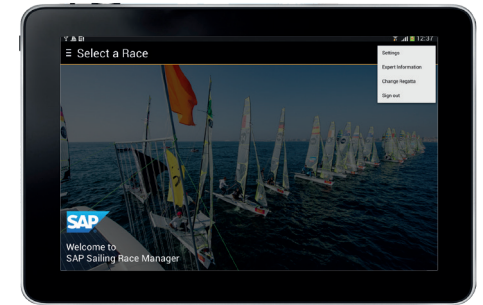 12:37
Select a Race
Settings
Expert Information
Change Regatta
Sign out
SAP
Welcome to
SAP Sailing Race Manager